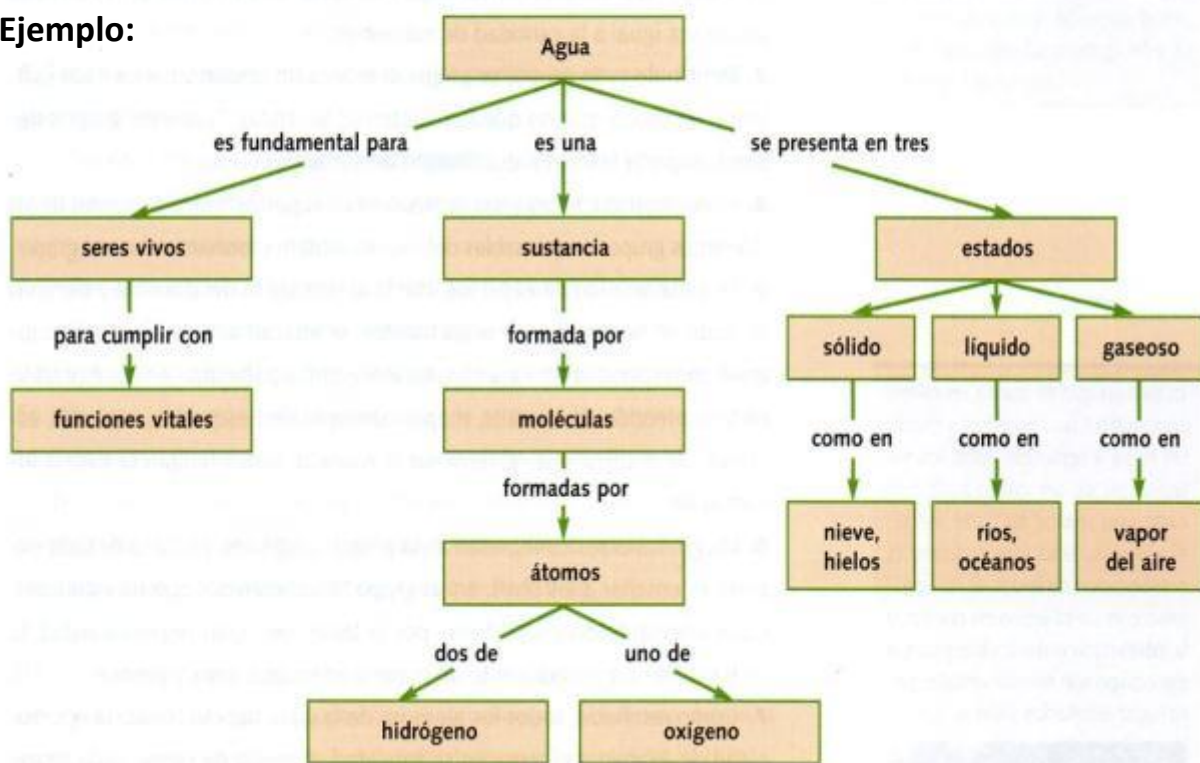 Ejemplo:
Agua
es fundamental para
es una
se presenta en tres
seres vivos
sustancia
estados
para cumplir con
formada por
sólido
líquido
gaseoso
funciones vitales
moléculas
como en
como en
como en
formadas por
nieve,
hielos
ríos,
océanos
vapor
del aire
átomos
dos de
uno de
hidrógeno
oxígeno